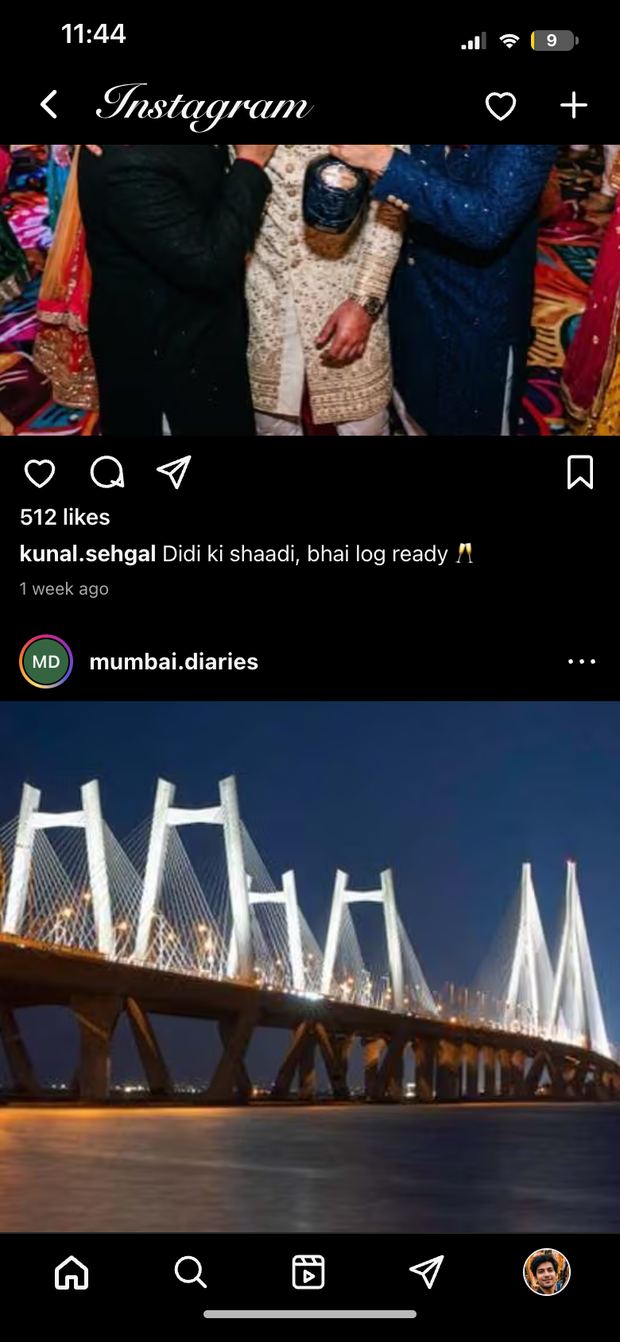 11:44
9
Instagram
512 likes
kunal.sehgal Didi ki shaadi, bhai log ready 🥂
1 week ago
MD
mumbai.diaries